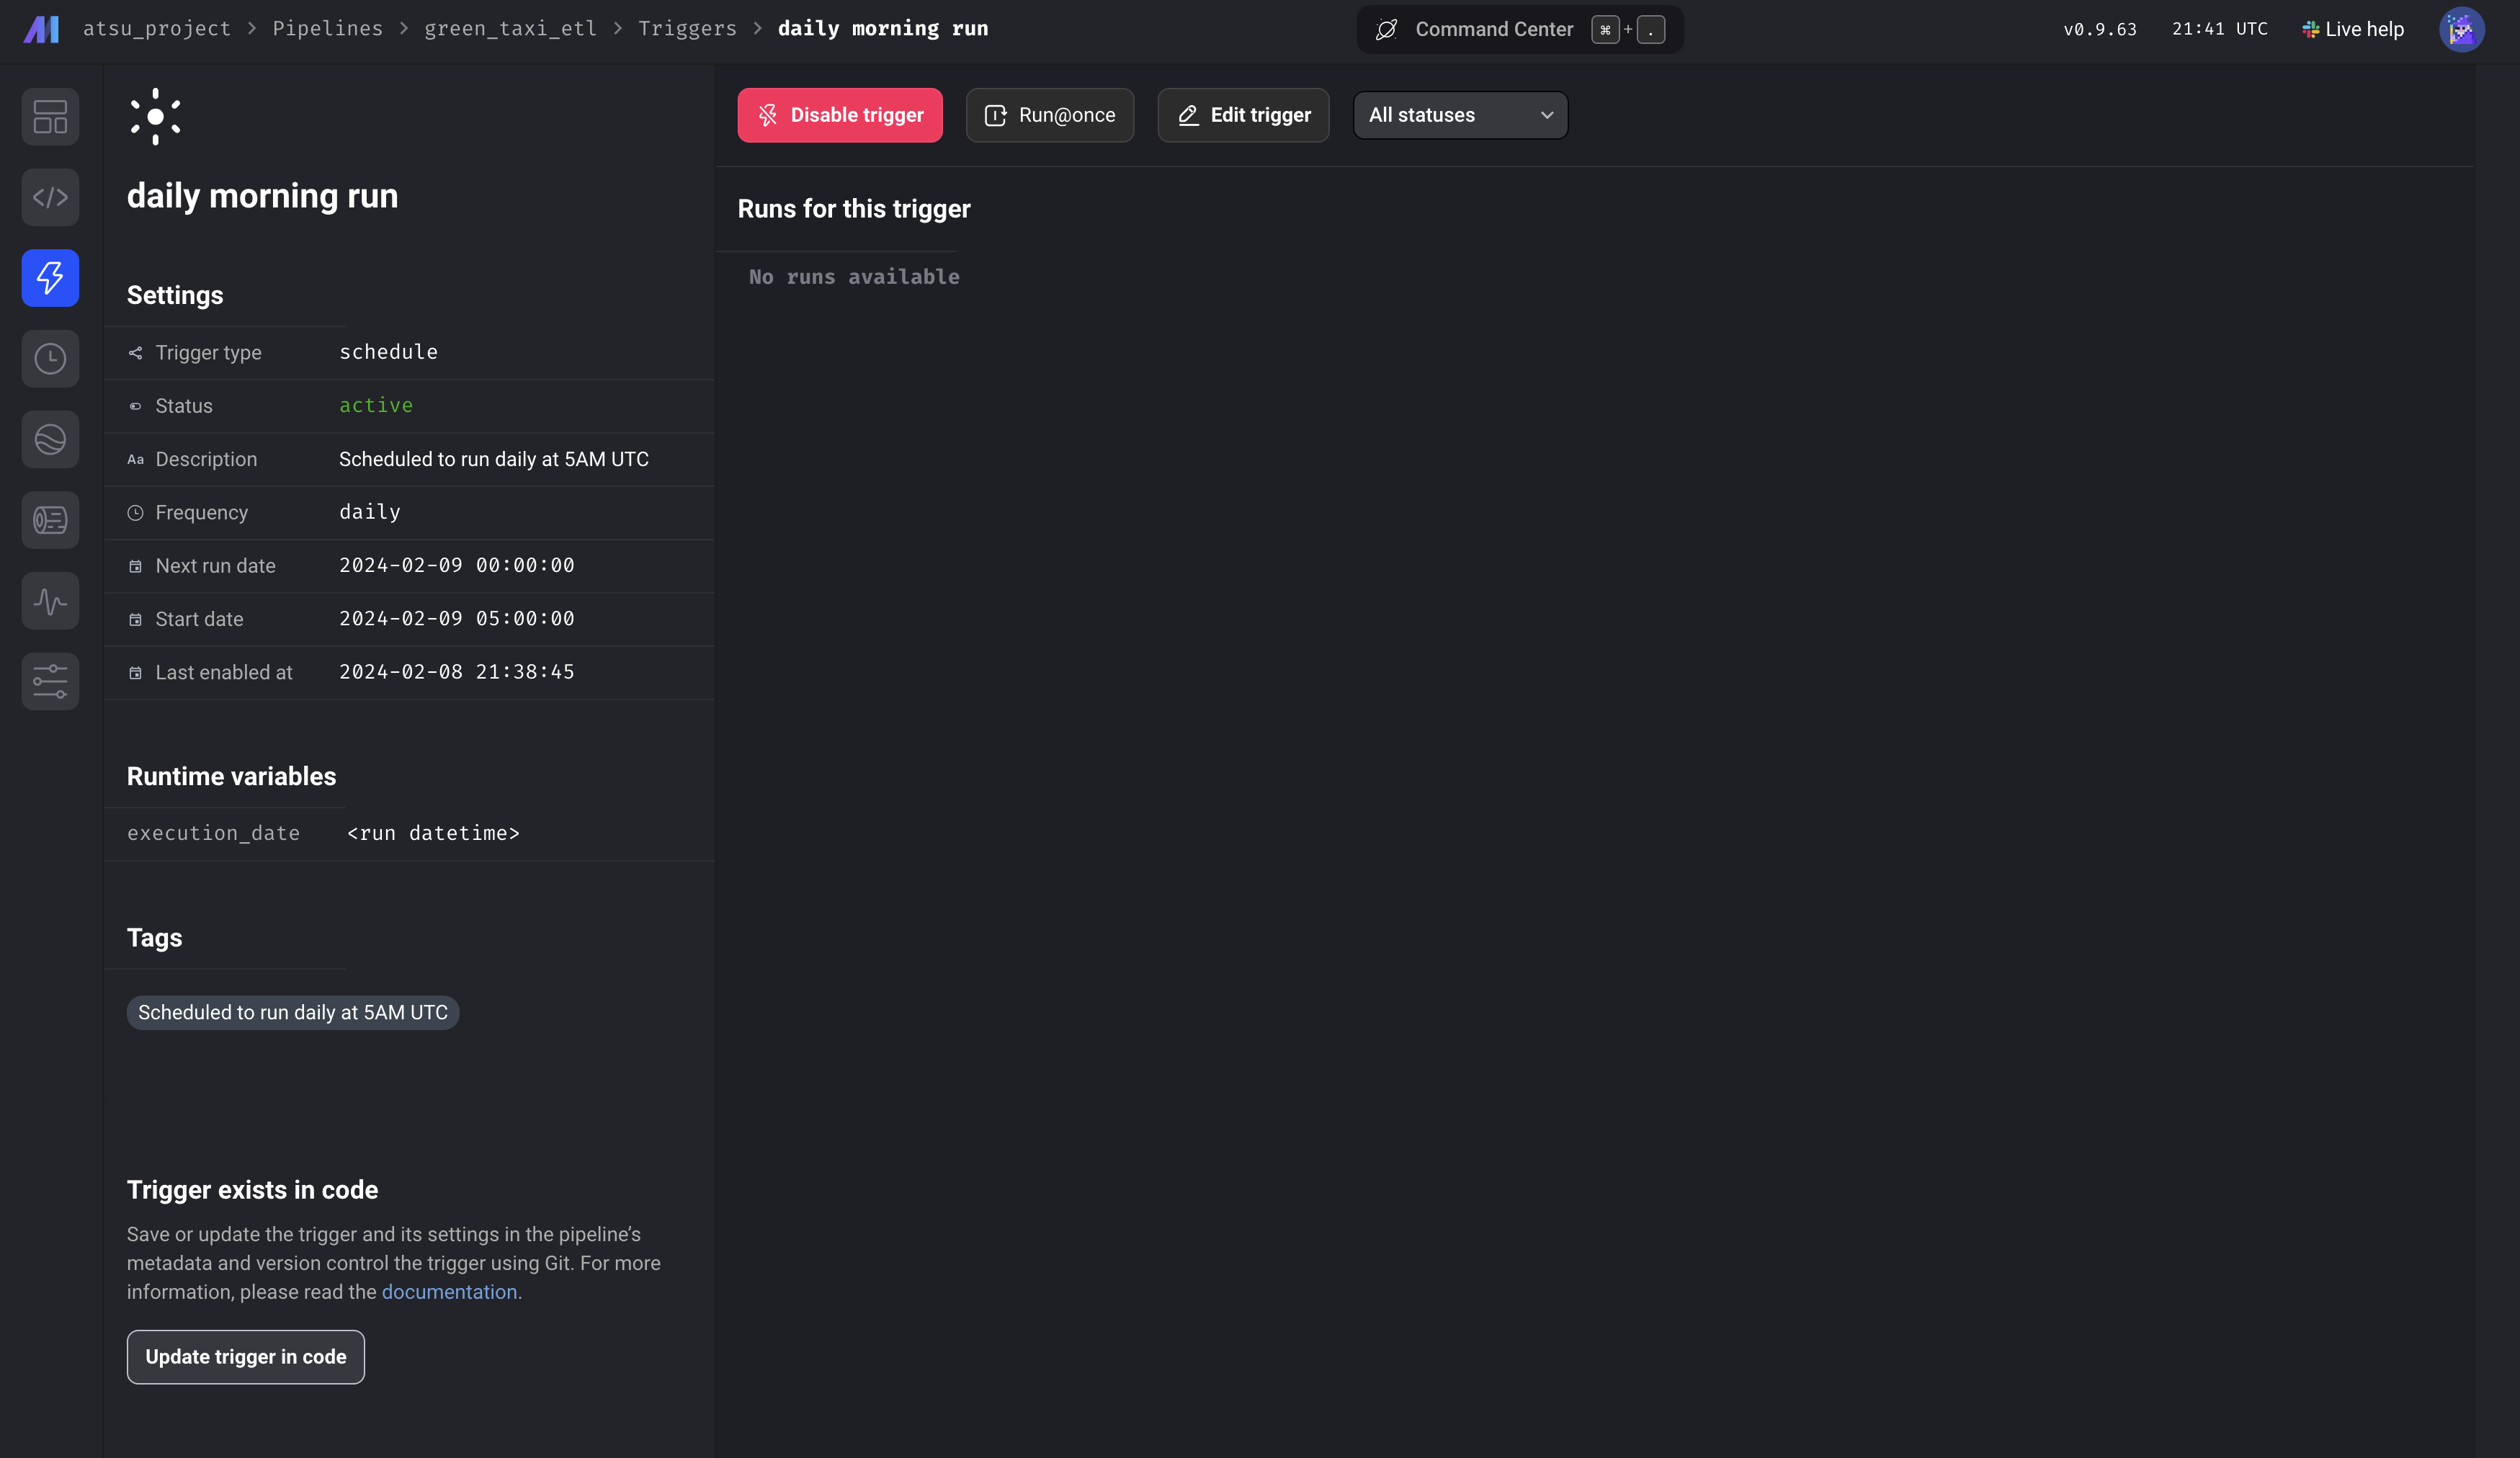 atsu_project > Pipelines > green_taxi_etl > Triggers > daily morning run
Command Center ⌘ + .
v0.9.63
21:41 UTC
Live help
daily morning run
Settings
Trigger type schedule
Status active
Aa Description Scheduled to run daily at 5AM UTC
Frequency daily
Next run date 2024-02-09 00:00:00
Start date 2024-02-09 05:00:00
Last enabled at 2024-02-08 21:38:45
Runtime variables
execution_date <run datetime>
Tags
Scheduled to run daily at 5AM UTC
Trigger exists in code
Save or update the trigger and its settings in the pipeline’s
metadata and version control the trigger using Git. For more
information, please read the documentation.
Update trigger in code
Disable trigger
Run@once
Edit trigger
All statuses
Runs for this trigger
No runs available